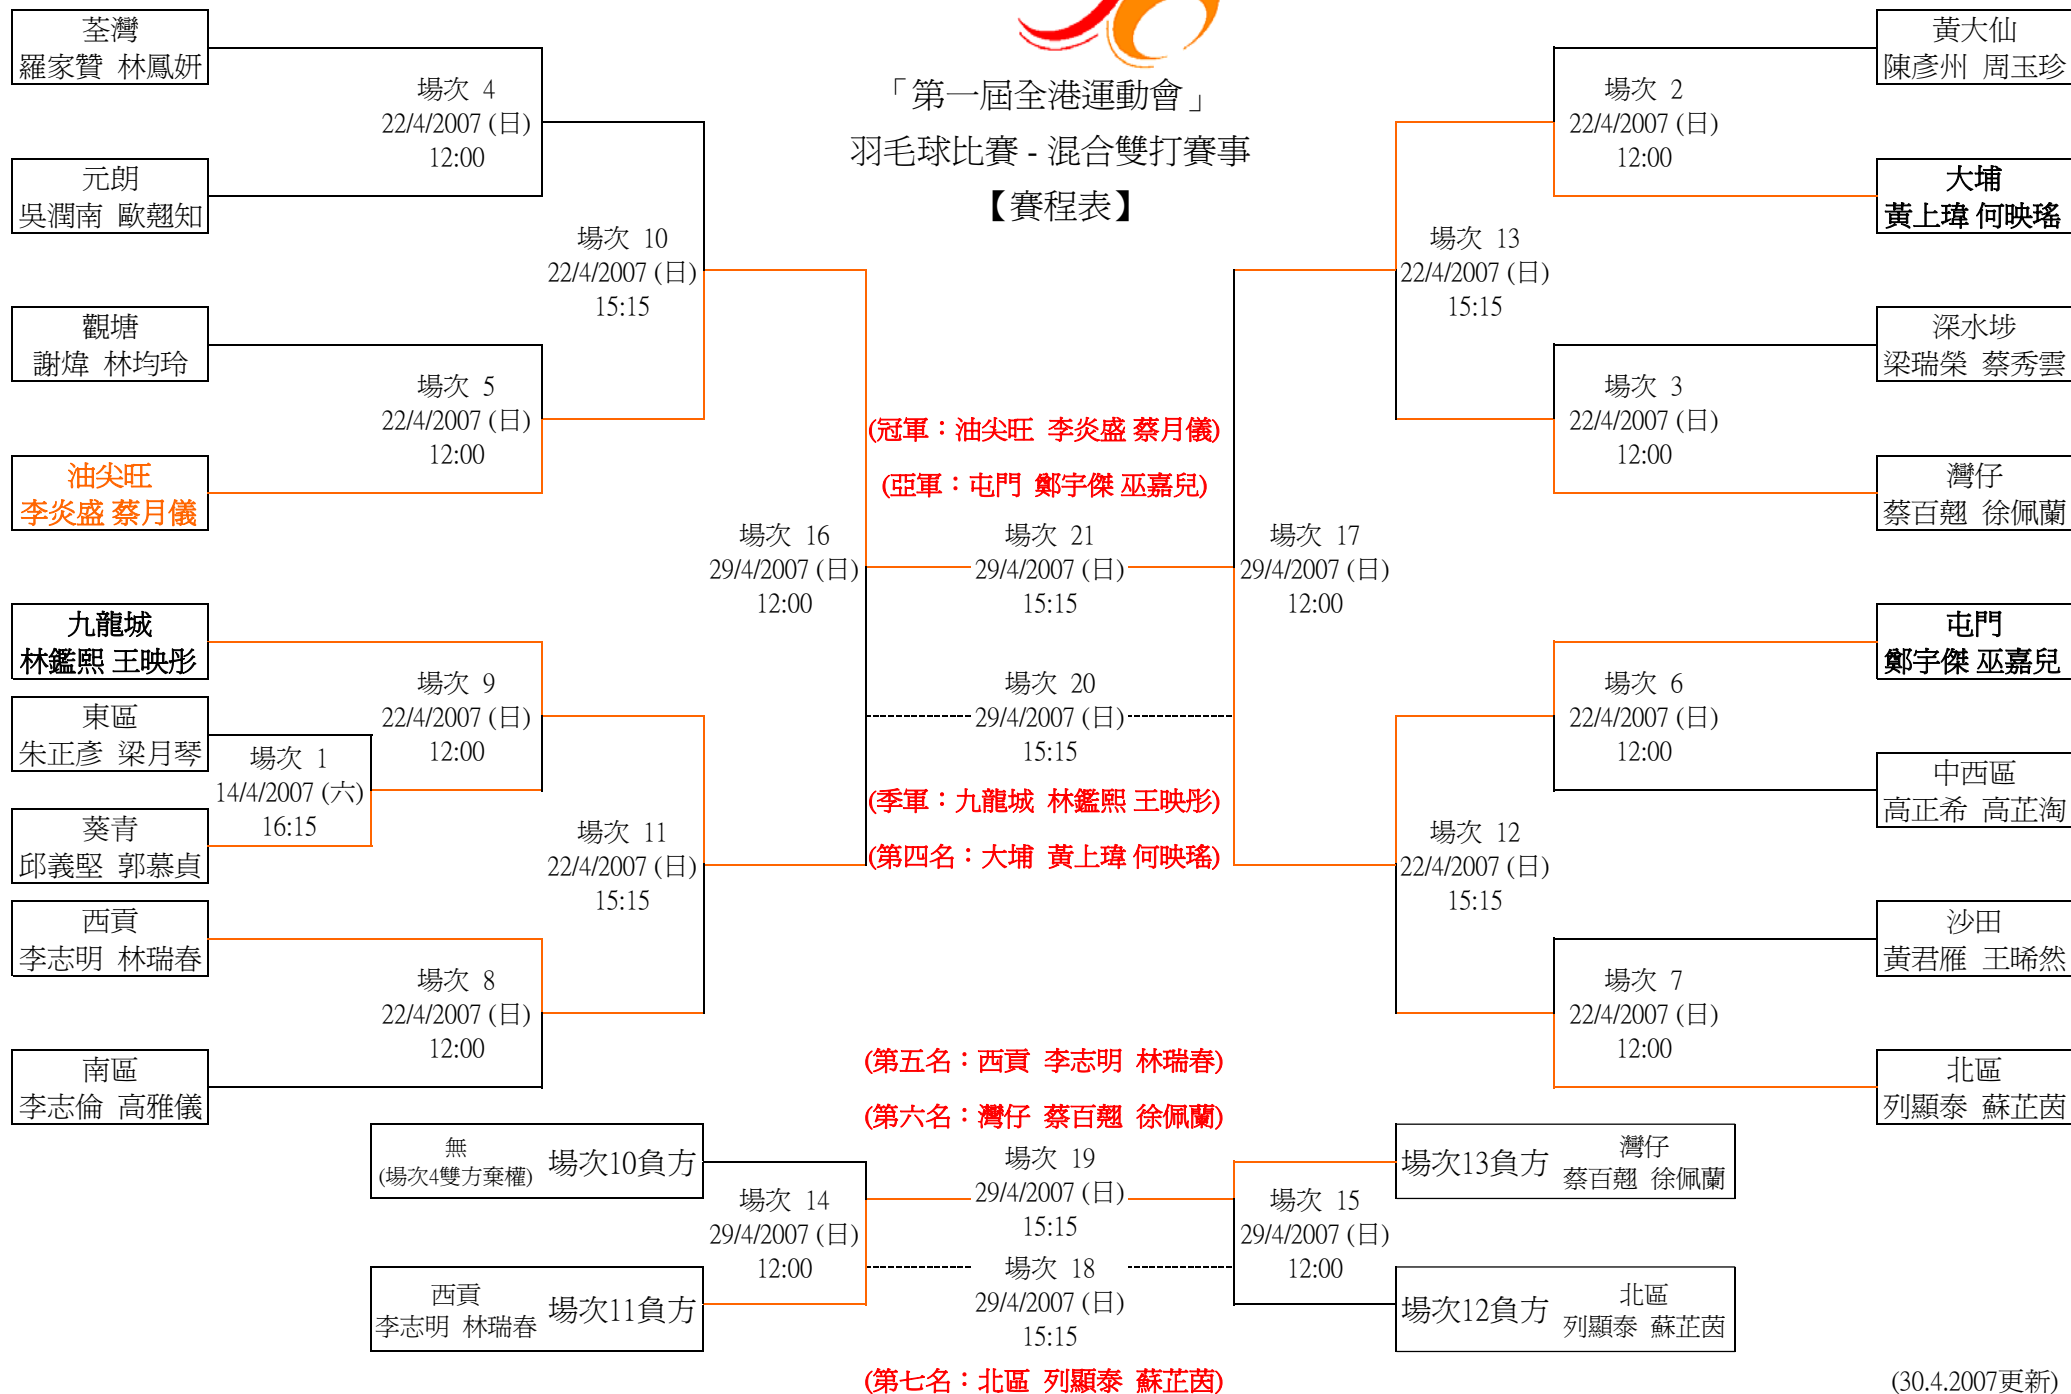 「第一屆全港運動會」
羽毛球比賽 - 混合雙打賽事
【賽程表】
荃灣
羅家贊 林鳳妍
場次 4
22/4/2007 (日)
12:00
元朗
吳潤南 歐翹知
場次 10
22/4/2007 (日)
15:15
觀塘
謝煒 林均玲
場次 5
22/4/2007 (日)
12:00
油尖旺
李炎盛 蔡月儀
場次 16
29/4/2007 (日)
12:00
九龍城
林鑑熙 王映彤
場次 9
22/4/2007 (日)
12:00
東區
朱正彥 梁月琴
場次 1
14/4/2007 (六)
16:15
葵青
邱義堅 郭慕貞
場次 11
22/4/2007 (日)
15:15
西貢
李志明 林瑞春
場次 8
22/4/2007 (日)
12:00
南區
李志倫 高雅儀
(冠軍：油尖旺 李炎盛 蔡月儀)
(亞軍：屯門 鄭宇傑 巫嘉兒)
場次 21
29/4/2007 (日)
15:15
場次 20
29/4/2007 (日)
15:15
(季軍：九龍城 林鑑熙 王映彤)
(第四名：大埔 黃上瑋 何映瑤)
黃大仙
陳彥州 周玉珍
場次 2
22/4/2007 (日)
12:00
大埔
黃上瑋 何映瑤
場次 13
22/4/2007 (日)
15:15
深水埗
梁瑞榮 蔡秀雲
場次 3
22/4/2007 (日)
12:00
灣仔
蔡百翹 徐佩蘭
場次 17
29/4/2007 (日)
12:00
屯門
鄭宇傑 巫嘉兒
場次 6
22/4/2007 (日)
12:00
中西區
高正希 高芷淘
場次 12
22/4/2007 (日)
15:15
沙田
黃君雁 王晞然
場次 7
22/4/2007 (日)
12:00
北區
列顯泰 蘇芷茵
(第五名：西貢 李志明 林瑞春)
(第六名：灣仔 蔡百翹 徐佩蘭)
無
(場次4雙方棄權)
場次10負方
場次 14
29/4/2007 (日)
12:00
西貢
李志明 林瑞春
場次11負方
場次 19
29/4/2007 (日)
15:15
場次 18
29/4/2007 (日)
15:15
場次13負方
灣仔
蔡百翹 徐佩蘭
場次 15
29/4/2007 (日)
12:00
場次12負方
北區
列顯泰 蘇芷茵
(第七名：北區 列顯泰 蘇芷茵)
(30.4.2007更新)